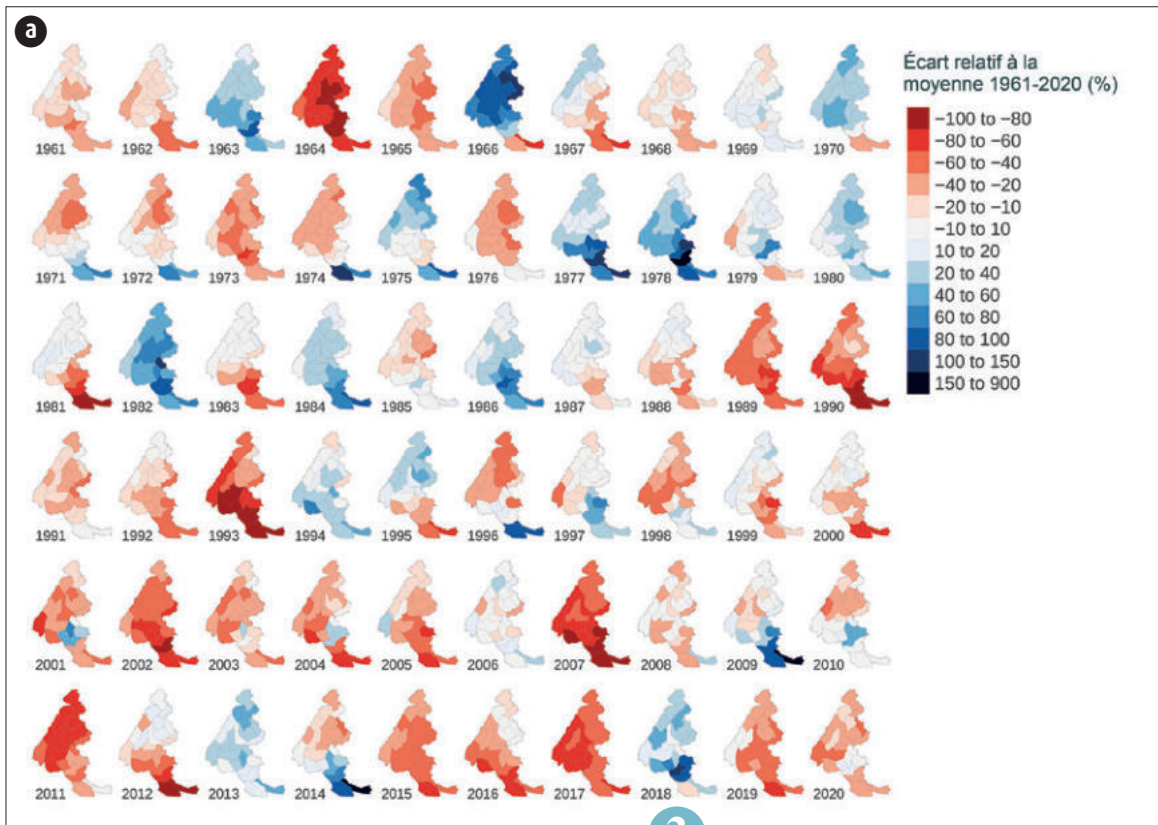 a
Écart relatif à la
moyenne 1961-2020 (%)
−100 to −80
−80 to −60
−60 to −40
−40 to −20
−20 to −10
−10 to 10
10 to 20
20 to 40
40 to 60
60 to 80
80 to 100
100 to 150
150 to 900
1961 1962 1963 1964 1965 1966 1967 1968 1969 1970
1971 1972 1973 1974 1975 1976 1977 1978 1979 1980
1981 1982 1983 1984 1985 1986 1987 1988 1989 1990
1991 1992 1993 1994 1995 1996 1997 1998 1999 2000
2001 2002 2003 2004 2005 2006 2007 2008 2009 2010
2011 2012 2013 2014 2015 2016 2017 2018 2019 2020